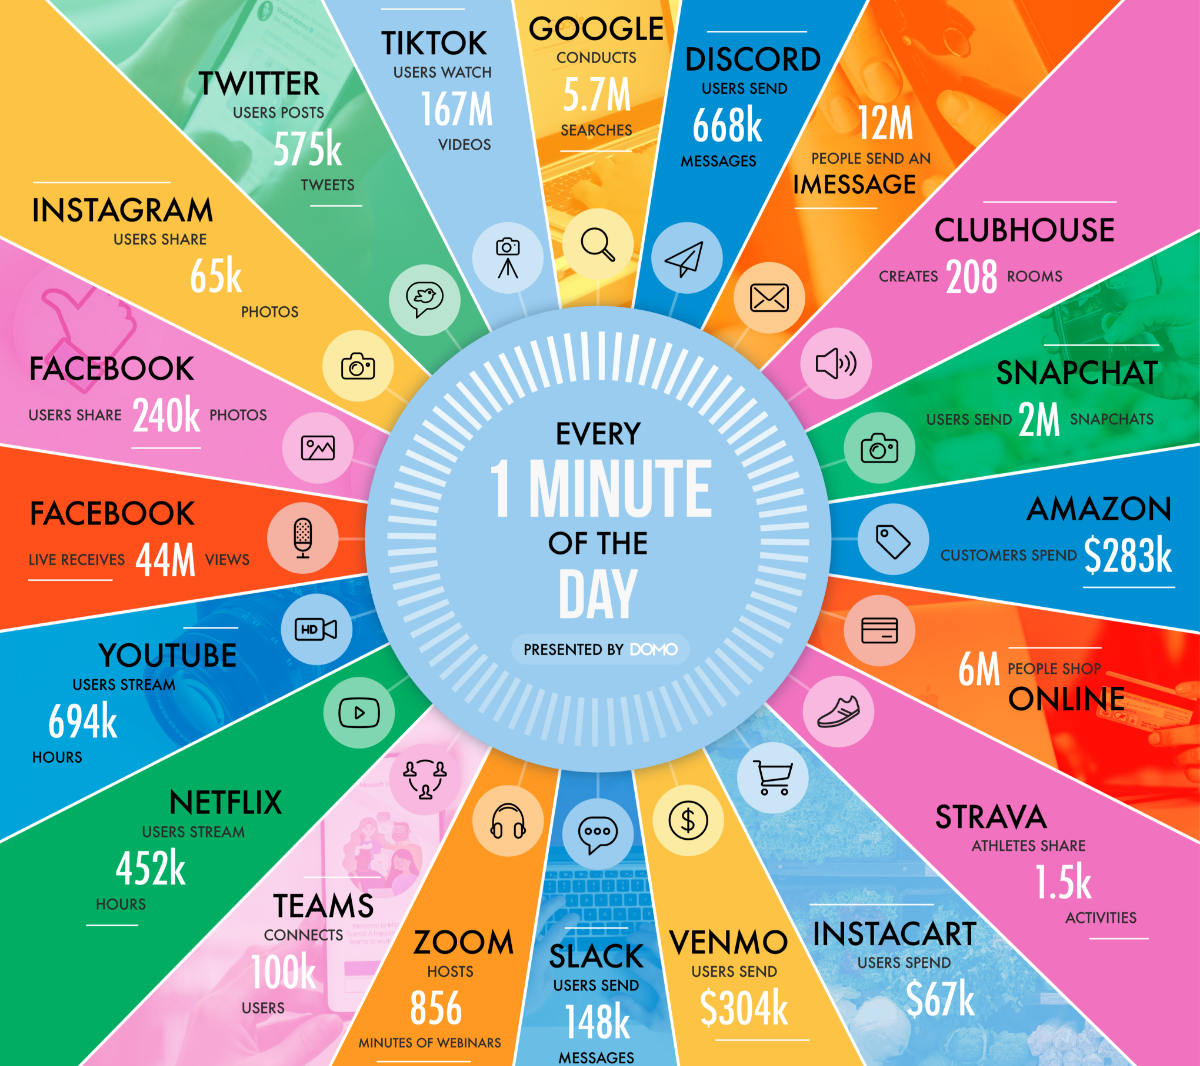 EVERY
1 MINUTE
OF THE
DAY
PRESENTED BY DOMO
GOOGLE
CONDUCTS
5.7M
SEARCHES
DISCORD
USERS SEND
668k
MESSAGES
12M
PEOPLE SEND AN
IMESSAGE
CLUBHOUSE
CREATES 208 ROOMS
SNAPCHAT
USERS SEND 2M SNAPCHATS
AMAZON
CUSTOMERS SPEND $283k
6M PEOPLE SHOP
ONLINE
STRAVA
ATHLETES SHARE
1.5k
ACTIVITIES
INSTACART
USERS SPEND
$67k
VENMO
USERS SEND
$304k
SLACK
USERS SEND
148k
MESSAGES
ZOOM
HOSTS
856
MINUTES OF WEBINARS
TEAMS
CONNECTS
100k
USERS
NETFLIX
USERS STREAM
452k
HOURS
YOUTUBE
USERS STREAM
694k
HOURS
HD
FACEBOOK
LIVE RECEIVES 44M VIEWS
FACEBOOK
USERS SHARE 240k PHOTOS
INSTAGRAM
USERS SHARE
65k
PHOTOS
TWITTER
USERS POSTS
575k
TWEETS
TIKTOK
USERS WATCH
167M
VIDEOS